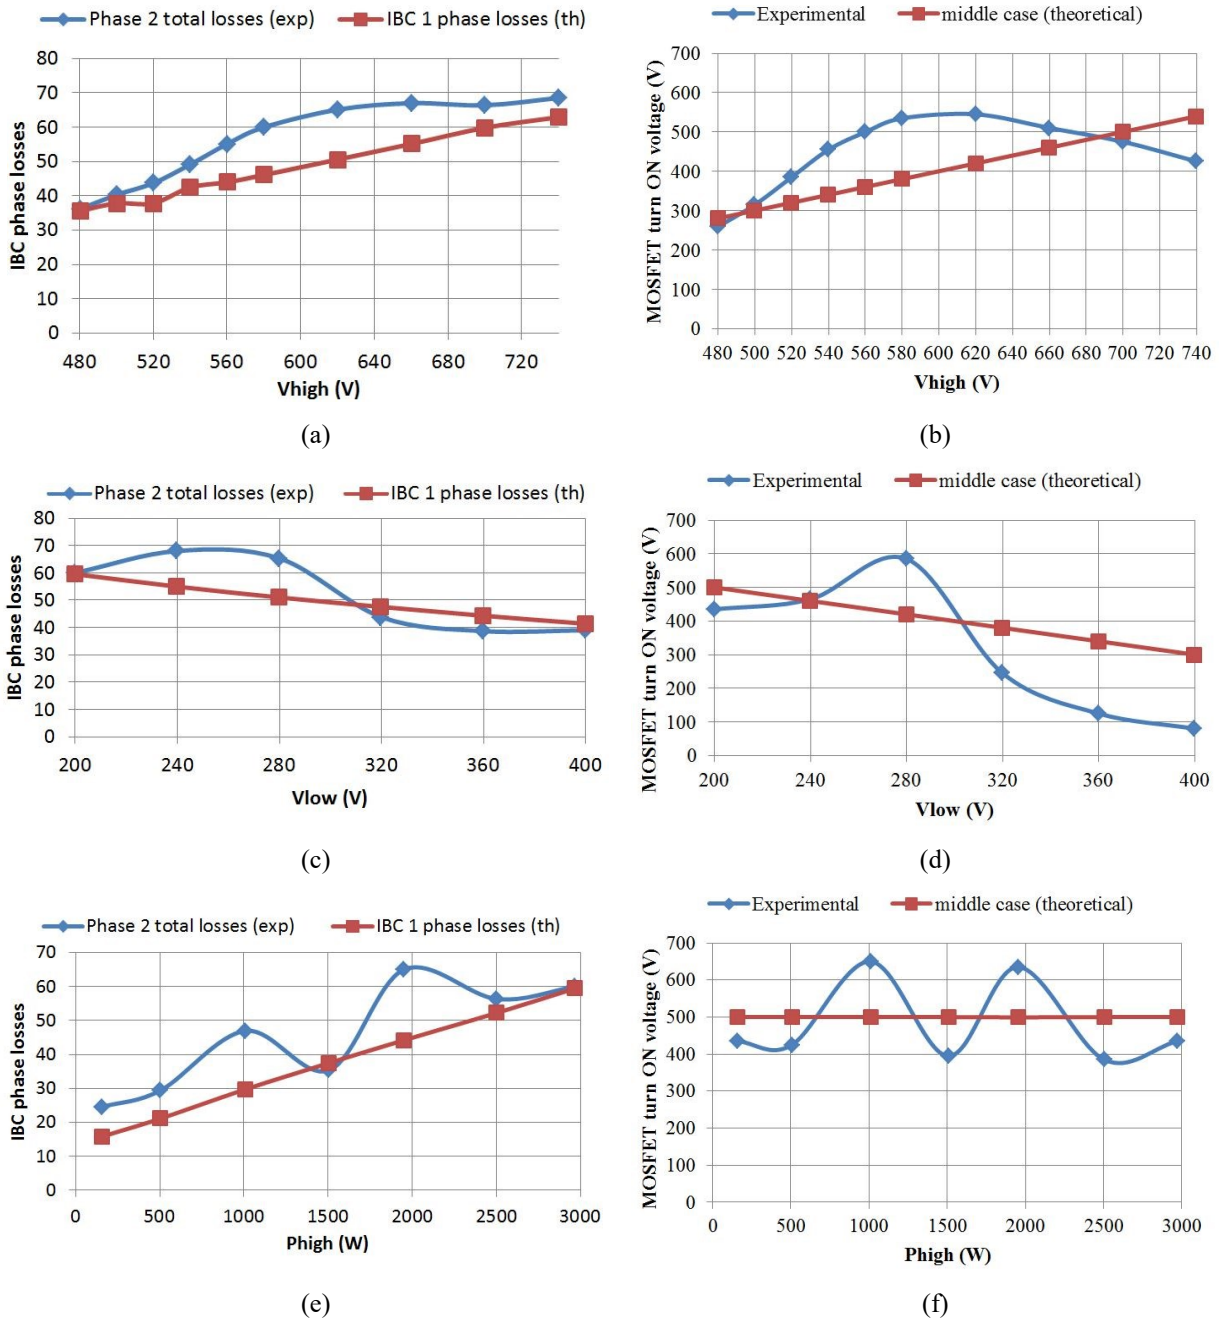 Phase 2 total losses (exp) IBC 1 phase losses (th)
IBC phase losses
80
70
60
50
40
30
20
10
0
480 520 560 600 640 680 720
Vhigh (V)
(a)
Experimental middle case (theoretical)
MOSFET turn ON voltage (V)
700
600
500
400
300
200
100
0
480 500 520 540 560 580 600 620 640 660 680 700 720 740
Vhigh (V)
(b)
Phase 2 total losses (exp) IBC 1 phase losses (th)
IBC phase losses
80
70
60
50
40
30
20
10
0
200 240 280 320 360 400
Vlow (V)
(c)
Experimental middle case (theoretical)
MOSFET turn ON voltage (V)
700
600
500
400
300
200
100
0
200 240 280 320 360 400
Vlow (V)
(d)
Phase 2 total losses (exp) IBC 1 phase losses (th)
IBC phase losses
70
60
50
40
30
20
10
0
0 500 1000 1500 2000 2500 3000
Phigh (W)
(e)
Experimental middle case (theoretical)
MOSFET turn ON voltage (V)
700
600
500
400
300
200
100
0
0 500 1000 1500 2000 2500 3000
Phigh (W)
(f)